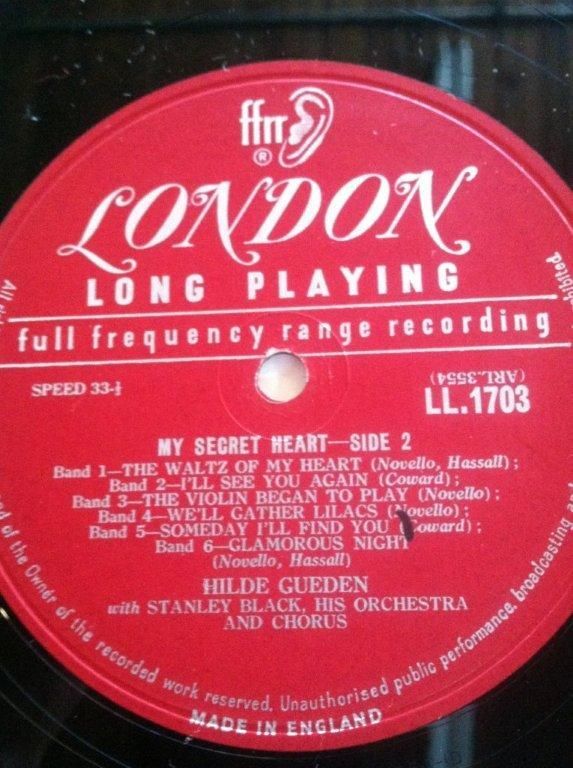 ffrr
®
LONDON
LONG PLAYING
full frequency range recording
SPEED 33-⅓
(ARL.3554)
LL.1703
MY SECRET HEART—SIDE 2
Band 1—THE WALTZ OF MY HEART (Novello, Hassall);
Band 2—I'LL SEE YOU AGAIN (Coward);
Band 3—THE VIOLIN BEGAN TO PLAY (Novello);
Band 4—WE'LL GATHER LILACS (Novello);
Band 5—SOMEDAY I'LL FIND YOU (Coward);
Band 6—GLAMOROUS NIGHT
(Novello, Hassall)
HILDE GUEDEN
with STANLEY BLACK, HIS ORCHESTRA
AND CHORUS
All
of the Owner of the recorded work reserved. Unauthorised public performance, broadcasting and
MADE IN ENGLAND